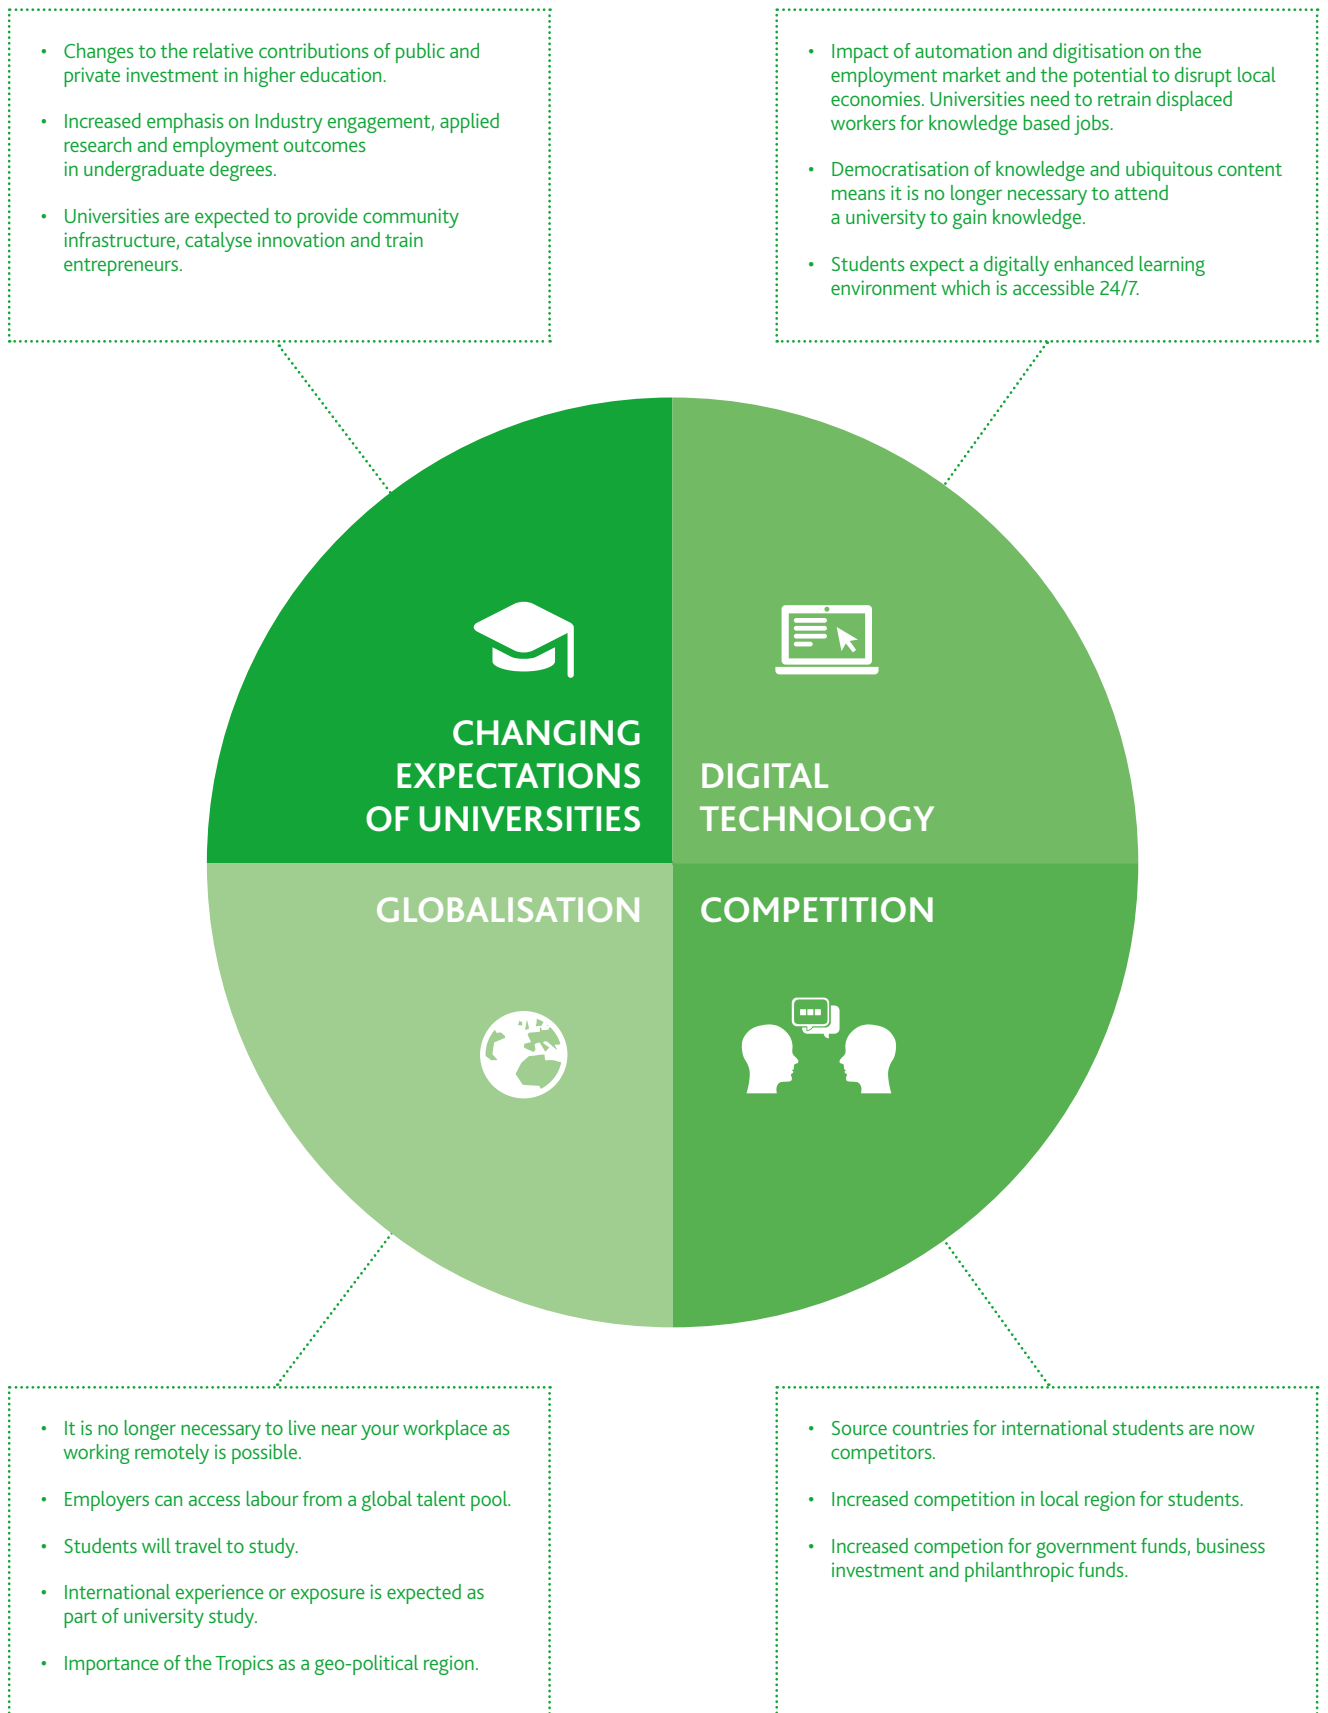 • Changes to the relative contributions of public and
private investment in higher education.
• Increased emphasis on Industry engagement, applied
research and employment outcomes
in undergraduate degrees.
• Universities are expected to provide community
infrastructure, catalyse innovation and train
entrepreneurs.
• Impact of automation and digitisation on the
employment market and the potential to disrupt local
economies. Universities need to retrain displaced
workers for knowledge based jobs.
• Democratisation of knowledge and ubiquitous content
means it is no longer necessary to attend
a university to gain knowledge.
• Students expect a digitally enhanced learning
environment which is accessible 24/7.
CHANGING
EXPECTATIONS
OF UNIVERSITIES
DIGITAL
TECHNOLOGY
GLOBALISATION
COMPETITION
• It is no longer necessary to live near your workplace as
working remotely is possible.
• Employers can access labour from a global talent pool.
• Students will travel to study.
• International experience or exposure is expected as
part of university study.
• Importance of the Tropics as a geo-political region.
• Source countries for international students are now
competitors.
• Increased competition in local region for students.
• Increased competion for government funds, business
investment and philanthropic funds.